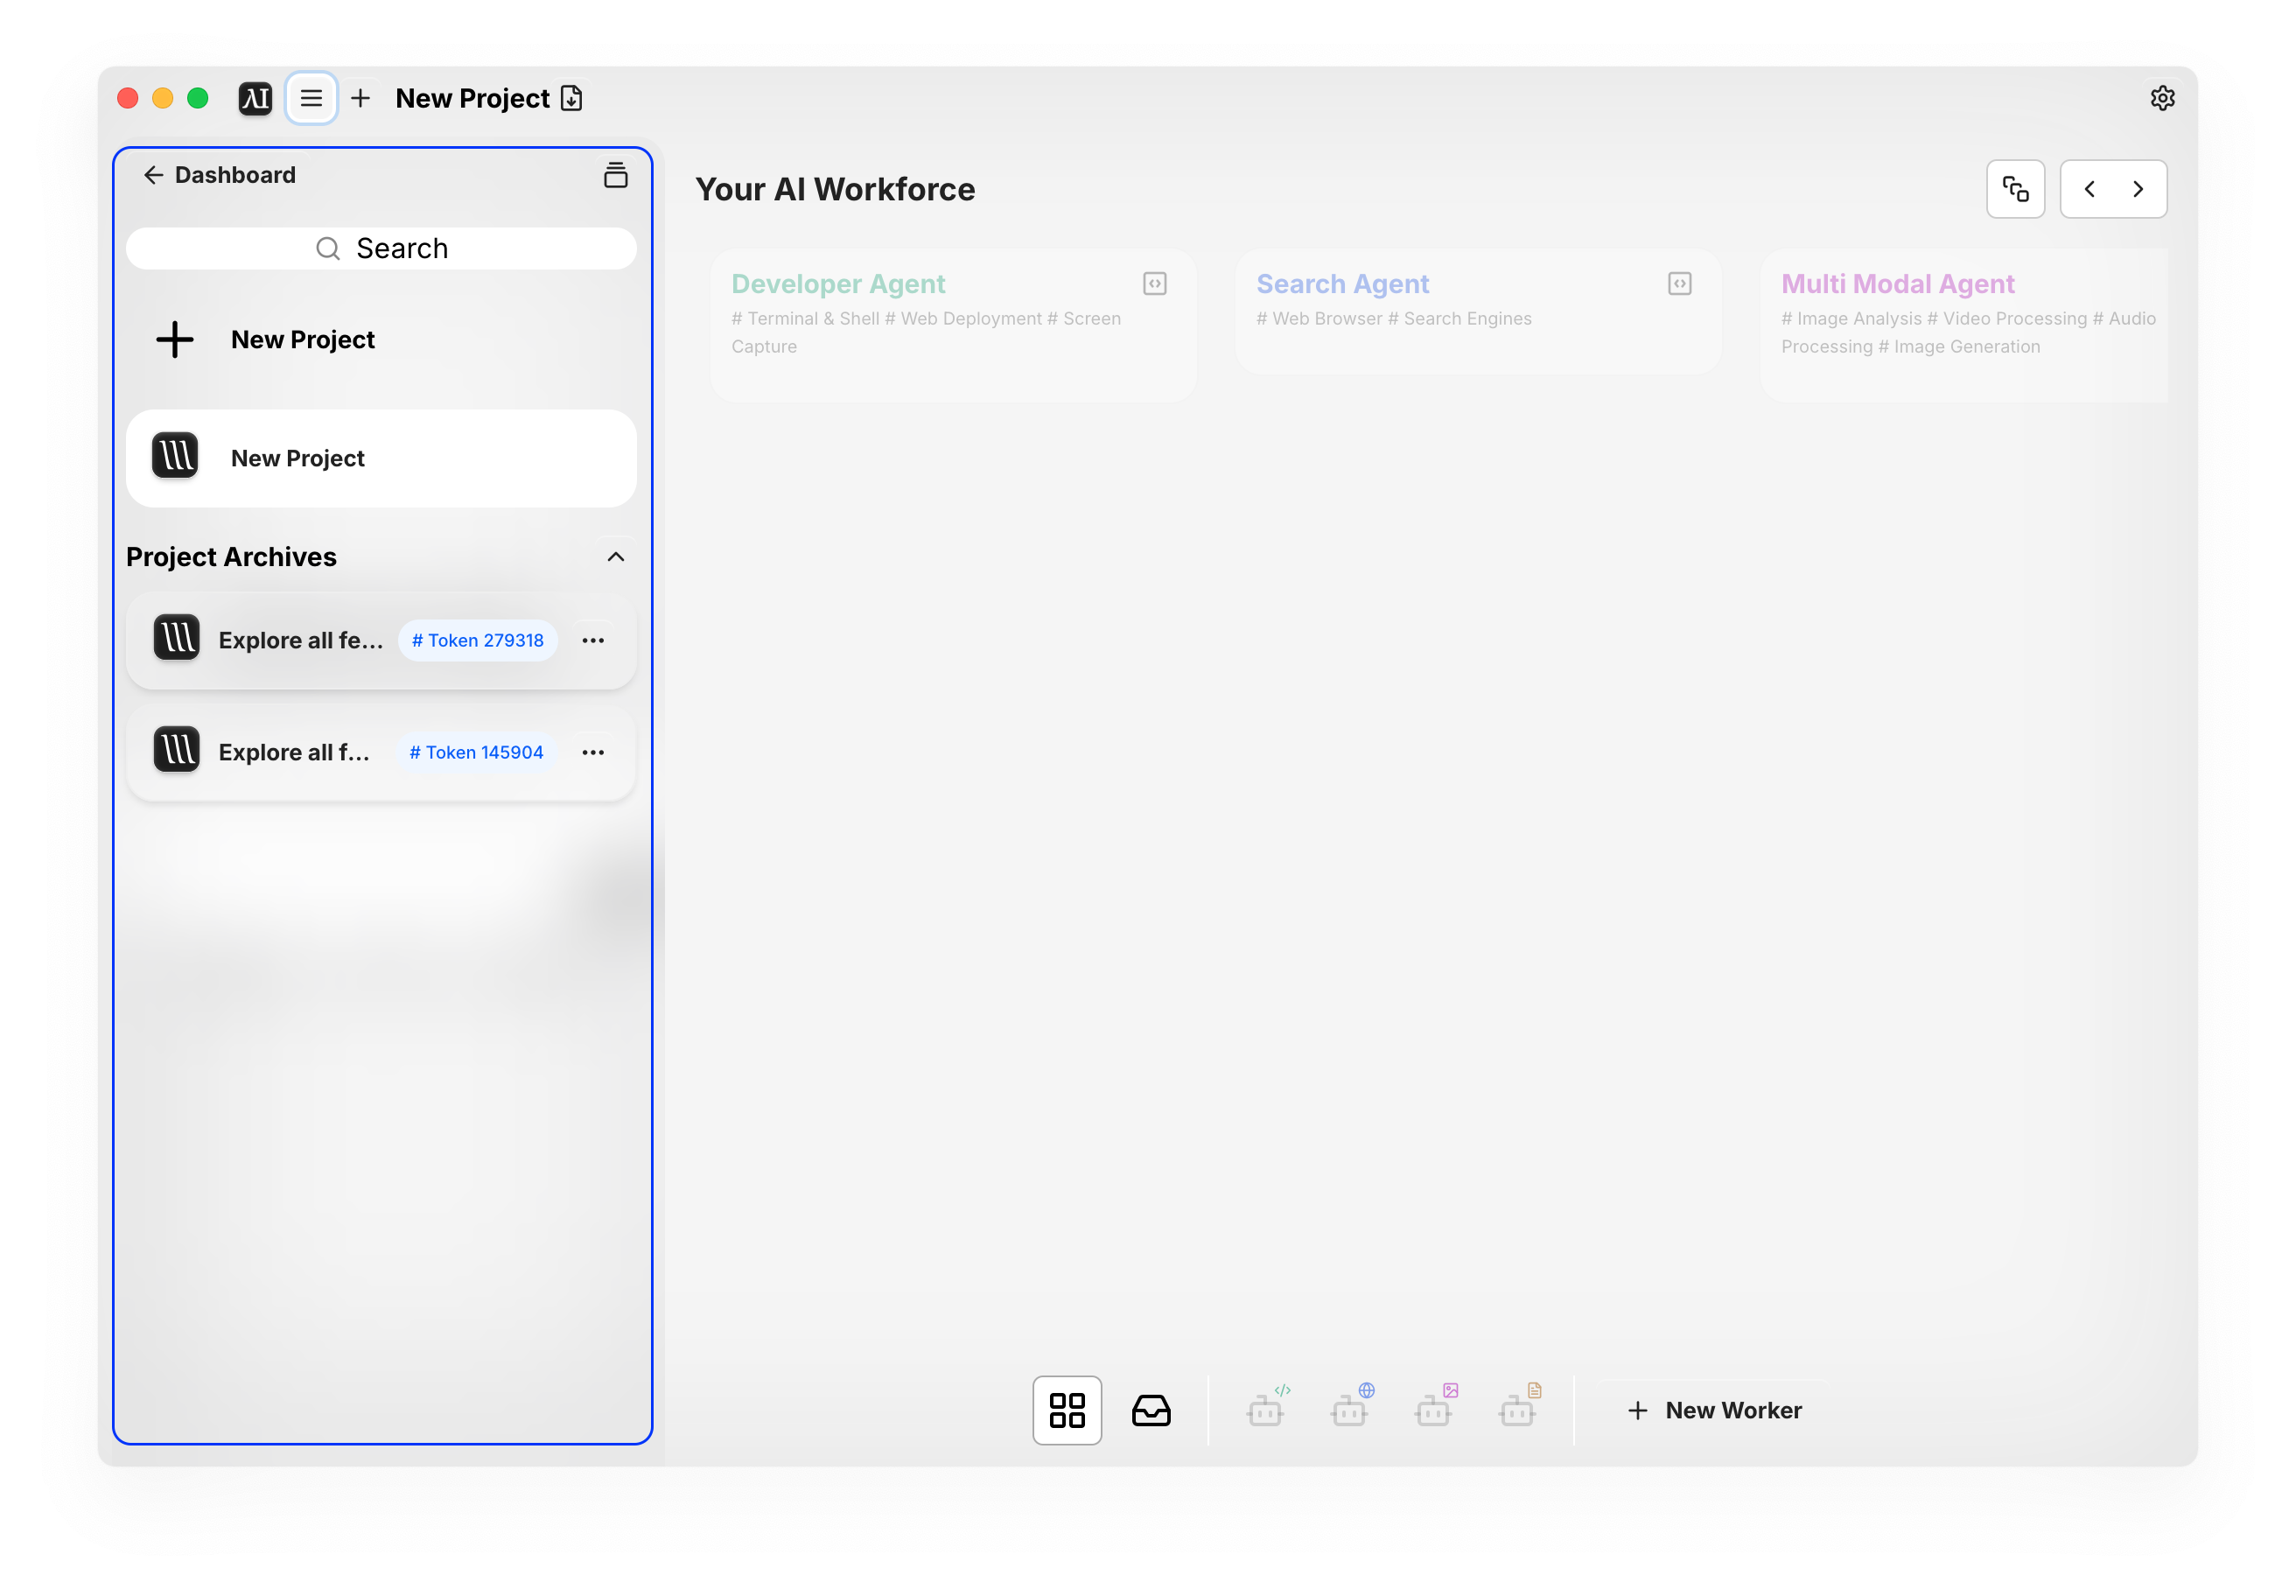 New Project
Dashboard
Search
New Project
New Project
Project Archives
Explore all fe... # Token 279318
Explore all f... # Token 145904
Your AI Workforce
Developer Agent
# Terminal & Shell # Web Deployment # Screen
Capture
Search Agent
# Web Browser # Search Engines
Multi Modal Agent
# Image Analysis # Video Processing # Audio
Processing # Image Generation
New Worker